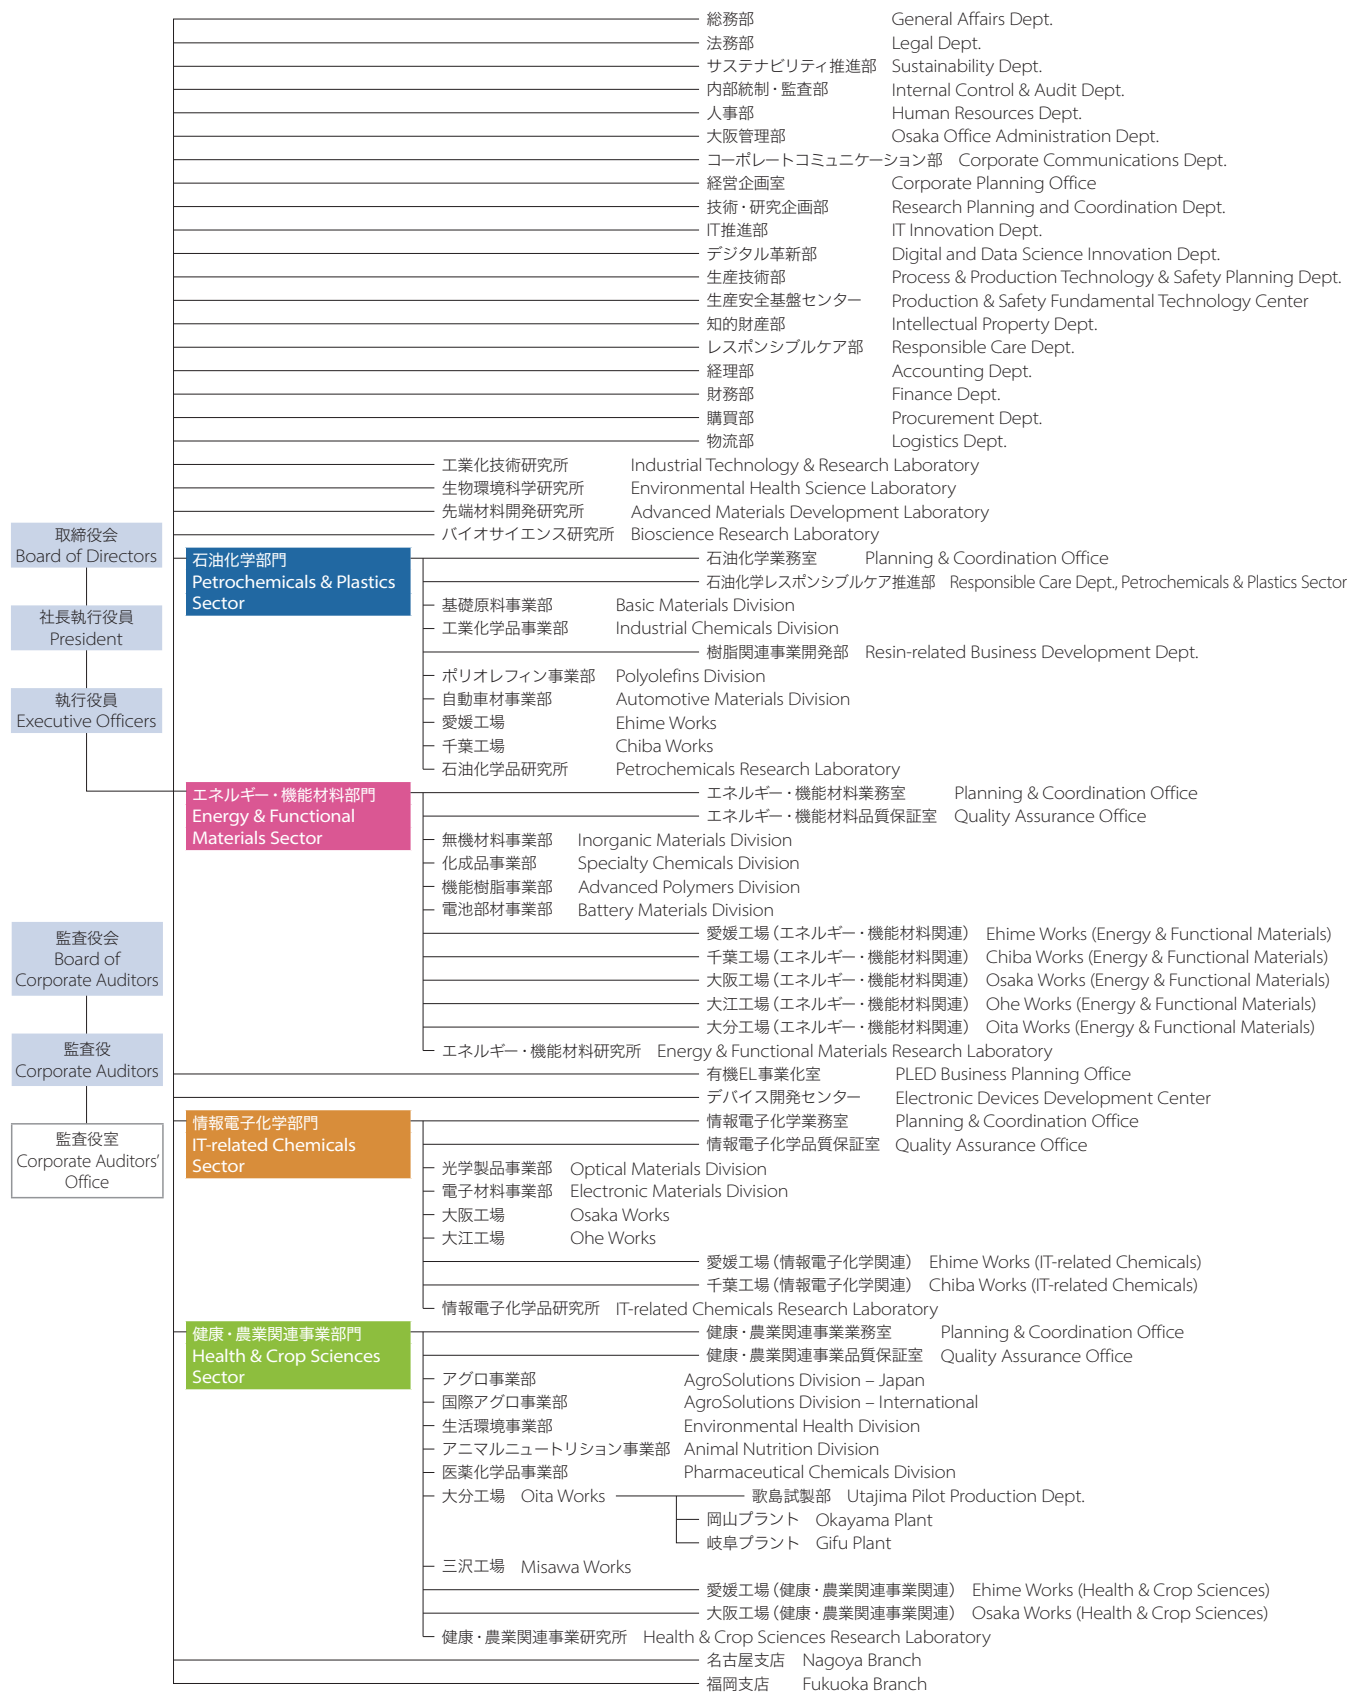 総務部 General Affairs Dept.
法務部 Legal Dept.
サステナビリティ推進部 Sustainability Dept.
内部統制・監査部 Internal Control & Audit Dept.
人事部 Human Resources Dept.
大阪管理部 Osaka Office Administration Dept.
コーポレートコミュニケーション部 Corporate Communications Dept.
経営企画室 Corporate Planning Office
技術・研究企画部 Research Planning and Coordination Dept.
IT推進部 IT Innovation Dept.
デジタル革新部 Digital and Data Science Innovation Dept.
生産技術部 Process & Production Technology & Safety Planning Dept.
生産安全基盤センター Production & Safety Fundamental Technology Center
知的財産部 Intellectual Property Dept.
レスポンシブルケア部 Responsible Care Dept.
経理部 Accounting Dept.
財務部 Finance Dept.
購買部 Procurement Dept.
物流部 Logistics Dept.
工業化技術研究所 Industrial Technology & Research Laboratory
生物環境科学研究所 Environmental Health Science Laboratory
先端材料開発研究所 Advanced Materials Development Laboratory
バイオサイエンス研究所 Bioscience Research Laboratory
取締役会
Board of Directors
社長執行役員
President
執行役員
Executive Officers
監査役会
Board of
Corporate Auditors
監査役
Corporate Auditors
監査役室
Corporate Auditors'
Office
石油化学部門
Petrochemicals & Plastics
Sector
石油化学業務室 Planning & Coordination Office
石油化学レスポンシブルケア推進部 Responsible Care Dept., Petrochemicals & Plastics Sector
基礎原料事業部 Basic Materials Division
工業化学品事業部 Industrial Chemicals Division
樹脂関連事業開発部 Resin-related Business Development Dept.
ポリオレフィン事業部 Polyolefins Division
自動車材事業部 Automotive Materials Division
愛媛工場 Ehime Works
千葉工場 Chiba Works
石油化学品研究所 Petrochemicals Research Laboratory
エネルギー・機能材料部門
Energy & Functional
Materials Sector
エネルギー・機能材料業務室 Planning & Coordination Office
エネルギー・機能材料品質保証室 Quality Assurance Office
無機材料事業部 Inorganic Materials Division
化成品事業部 Specialty Chemicals Division
機能樹脂事業部 Advanced Polymers Division
電池部材事業部 Battery Materials Division
愛媛工場（エネルギー・機能材料関連） Ehime Works (Energy & Functional Materials)
千葉工場（エネルギー・機能材料関連） Chiba Works (Energy & Functional Materials)
大阪工場（エネルギー・機能材料関連） Osaka Works (Energy & Functional Materials)
大江工場（エネルギー・機能材料関連） Ohe Works (Energy & Functional Materials)
大分工場（エネルギー・機能材料関連） Oita Works (Energy & Functional Materials)
エネルギー・機能材料研究所 Energy & Functional Materials Research Laboratory
有機EL事業化室 PLED Business Planning Office
デバイス開発センター Electronic Devices Development Center
情報電子化学部門
IT-related Chemicals
Sector
情報電子化学業務室 Planning & Coordination Office
情報電子化学品質保証室 Quality Assurance Office
光学製品事業部 Optical Materials Division
電子材料事業部 Electronic Materials Division
大阪工場 Osaka Works
大江工場 Ohe Works
愛媛工場（情報電子化学関連） Ehime Works (IT-related Chemicals)
千葉工場（情報電子化学関連） Chiba Works (IT-related Chemicals)
情報電子化学品研究所 IT-related Chemicals Research Laboratory
健康・農業関連事業部門
Health & Crop Sciences
Sector
健康・農業関連事業業務室 Planning & Coordination Office
健康・農業関連事業品質保証室 Quality Assurance Office
アグロ事業部 AgroSolutions Division – Japan
国際アグロ事業部 AgroSolutions Division – International
生活環境事業部 Environmental Health Division
アニマルニュートリション事業部 Animal Nutrition Division
医薬化学品事業部 Pharmaceutical Chemicals Division
大分工場 Oita Works 歌島試製部 Utajima Pilot Production Dept.
岡山プラント Okayama Plant
岐阜プラント Gifu Plant
三沢工場 Misawa Works
愛媛工場（健康・農業関連事業関連） Ehime Works (Health & Crop Sciences)
大阪工場（健康・農業関連事業関連） Osaka Works (Health & Crop Sciences)
健康・農業関連事業研究所 Health & Crop Sciences Research Laboratory
名古屋支店 Nagoya Branch
福岡支店 Fukuoka Branch